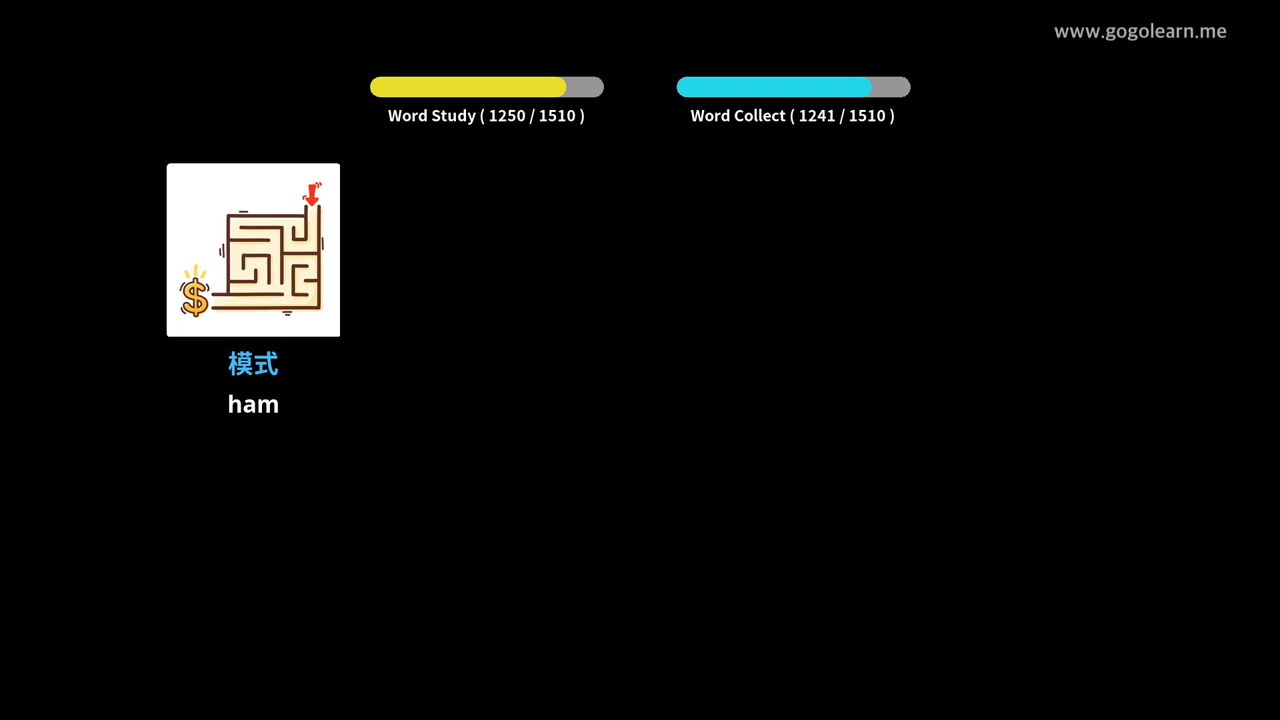 www.gogolearn.me
Word Study ( 1250 / 1510 )
Word Collect ( 1241 / 1510 )
$
模式
ham